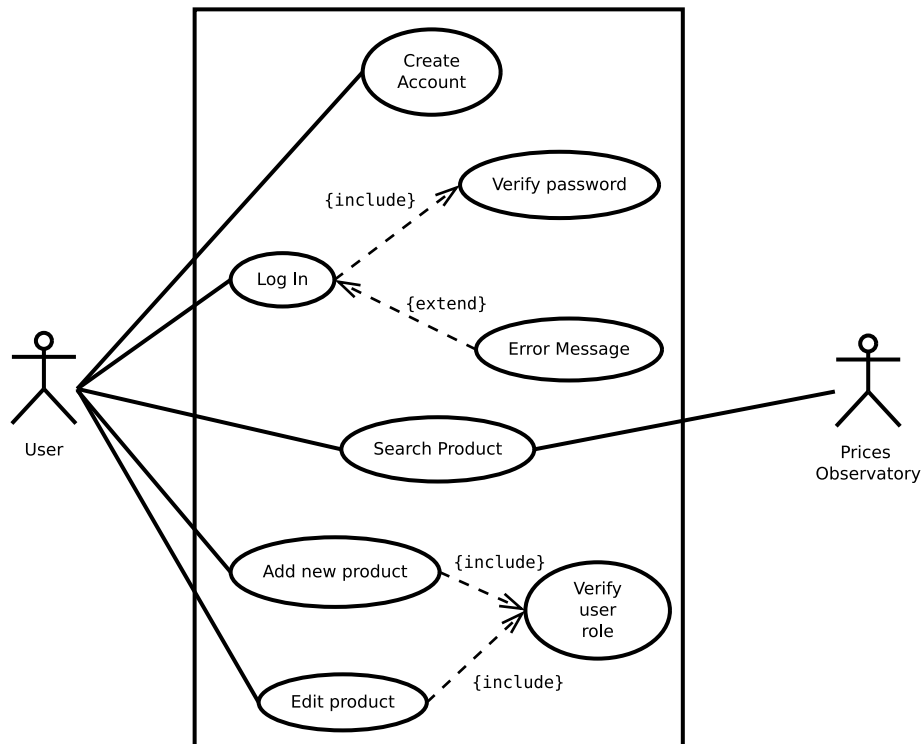 Create
Account
Verify password
{include}
Log In
{extend}
Error Message
User
Search Product
Prices
Observatory
Add new product
{include}
Verify
user
role
Edit product
{include}